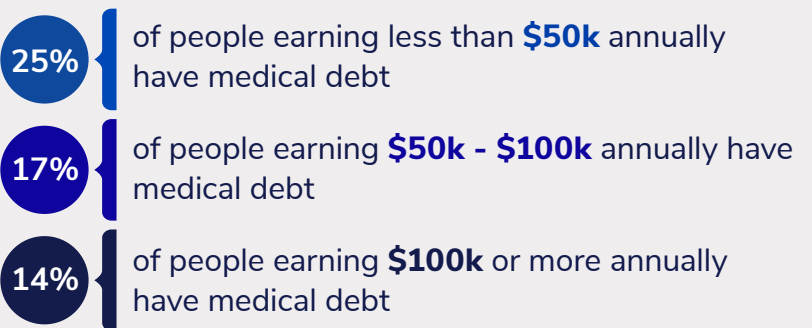 25%
of people earning less than $50k annually
have medical debt
17%
of people earning $50k - $100k annually have
medical debt
14%
of people earning $100k or more annually
have medical debt